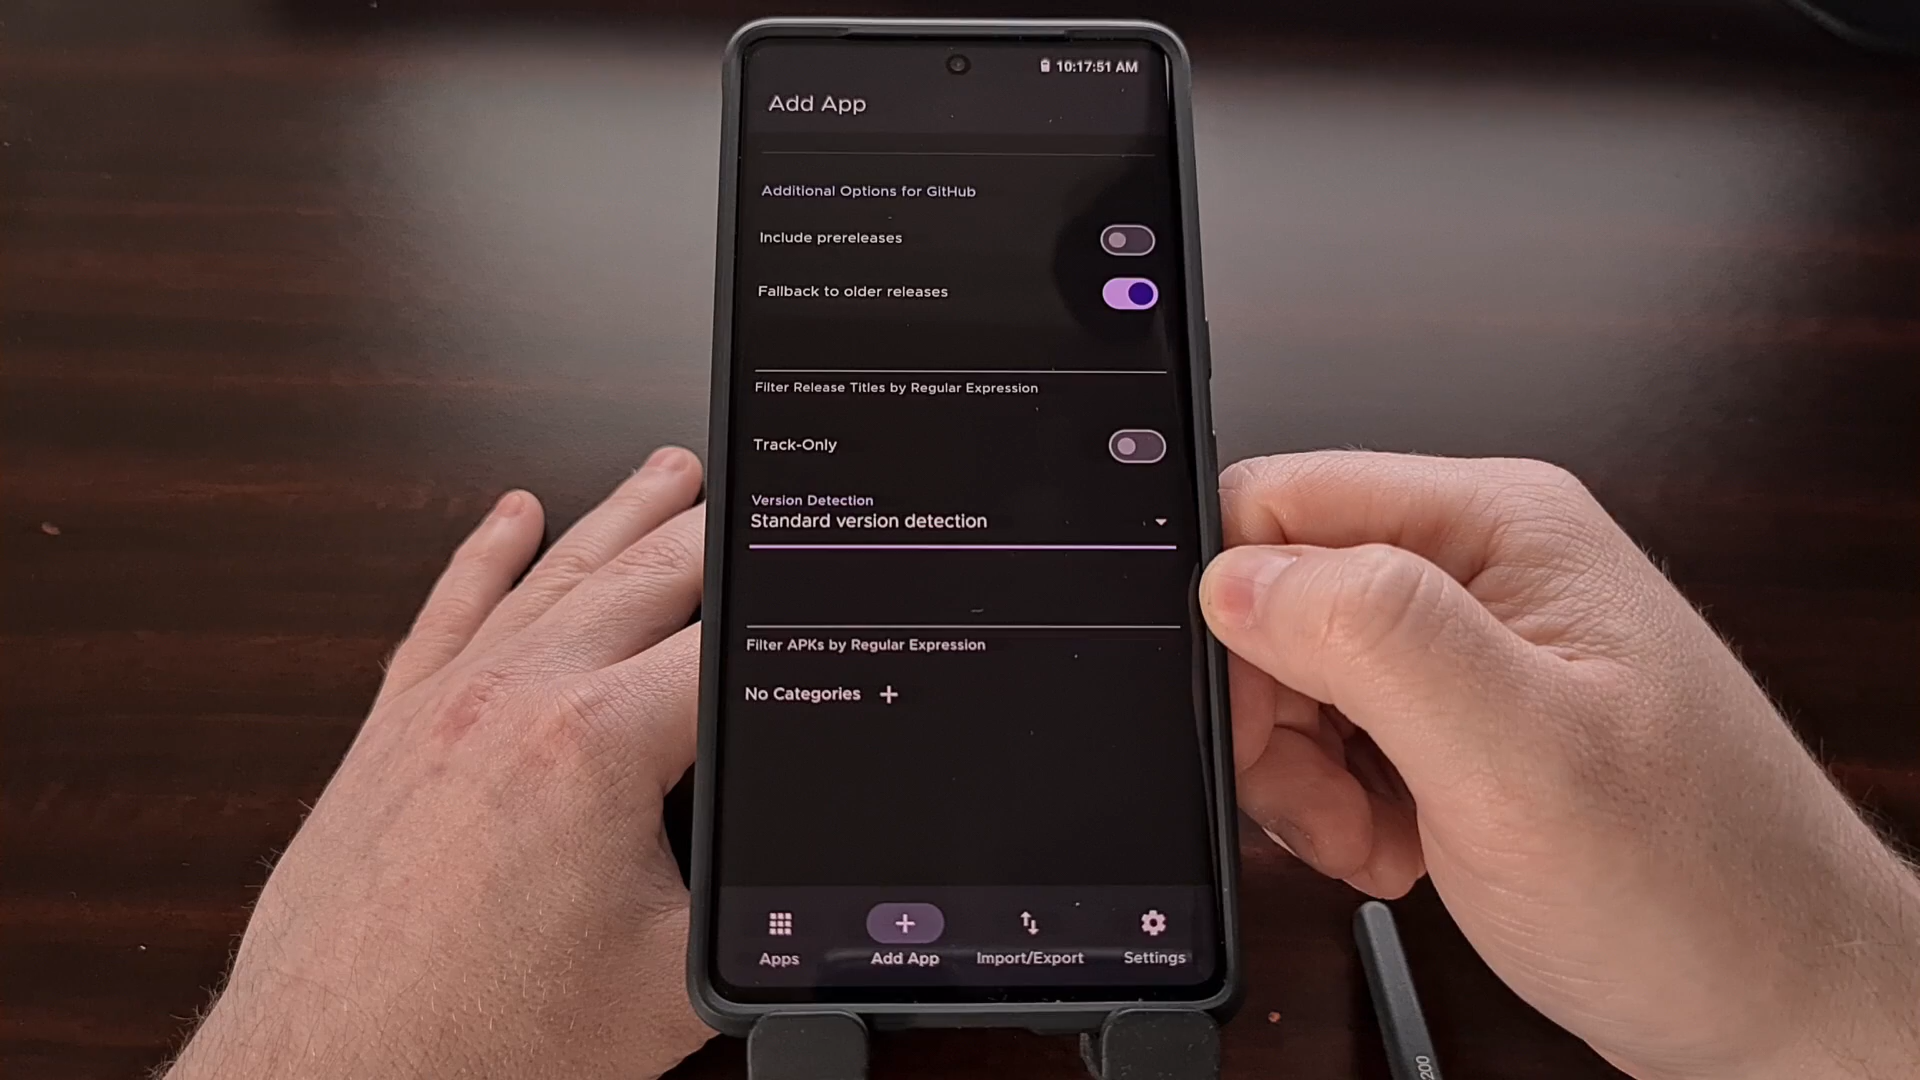 10:17:51 AM
Add App
Additional Options for GitHub
Include prereleases
Fallback to older releases
Filter Release Titles by Regular Expression
Track-Only
Version Detection
Standard version detection
Filter APKs by Regular Expression
No Categories +
Apps
Add App
Import/Export
Settings
200